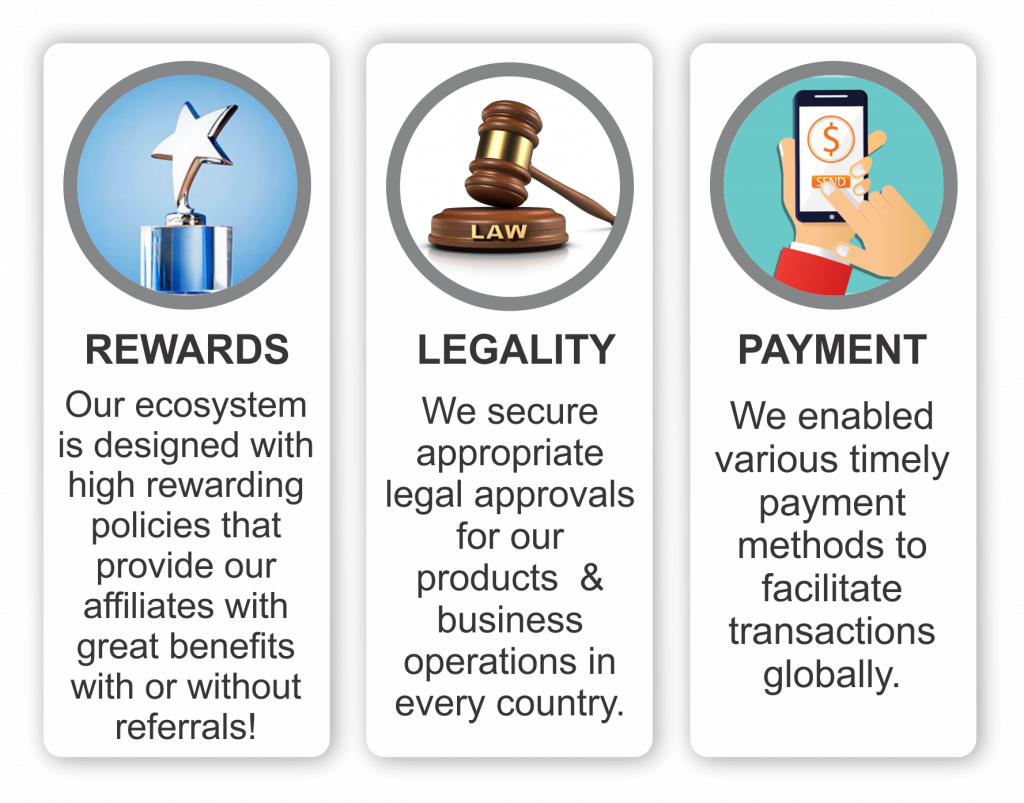 REWARDS
Our ecosystem
is designed with
high rewarding
policies that
provide our
affiliates with
great benefits
with or without
referrals!
LAW
LEGALITY
We secure
appropriate
legal approvals
for our
products &
business
operations in
every country.
$
SEND
PAYMENT
We enabled
various timely
payment
methods to
facilitate
transactions
globally.